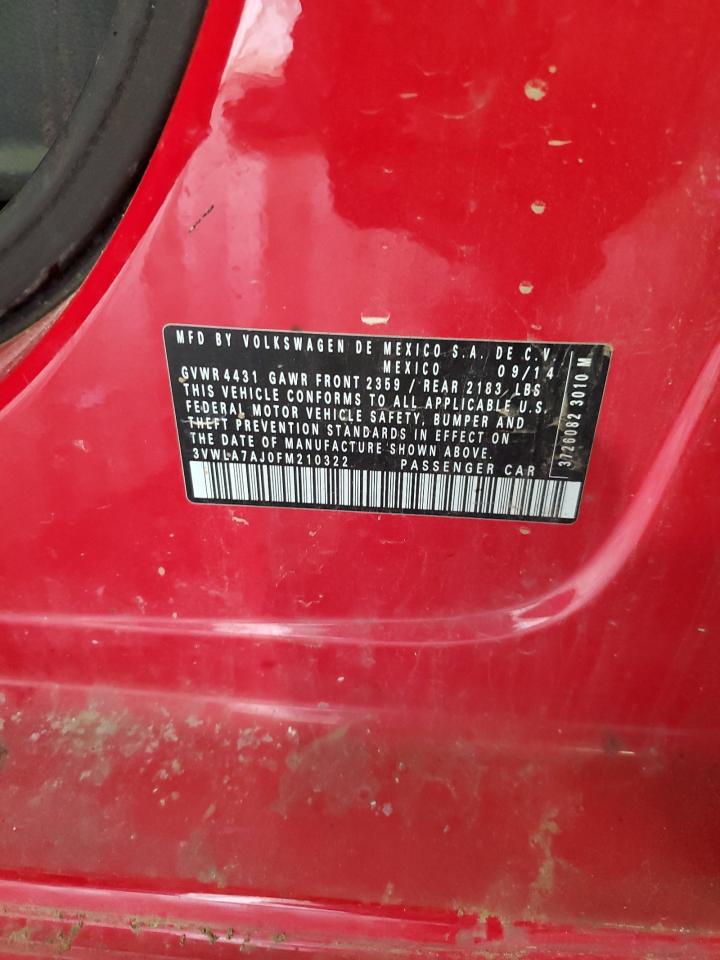 MFD BY VOLKSWAGEN DE MEXICO S.A. DE C.V.
MEXICO 09/14
GVWR 4431 GAWR FRONT 2359 / REAR 2183 LBS
THIS VEHICLE CONFORMS TO ALL APPLICABLE U.S.
FEDERAL MOTOR VEHICLE SAFETY, BUMPER AND
THEFT PREVENTION STANDARDS IN EFFECT ON
THE DATE OF MANUFACTURE SHOWN ABOVE.
3VWLA7AJ0FM210322 PASSENGER CAR
3726082 3010 M